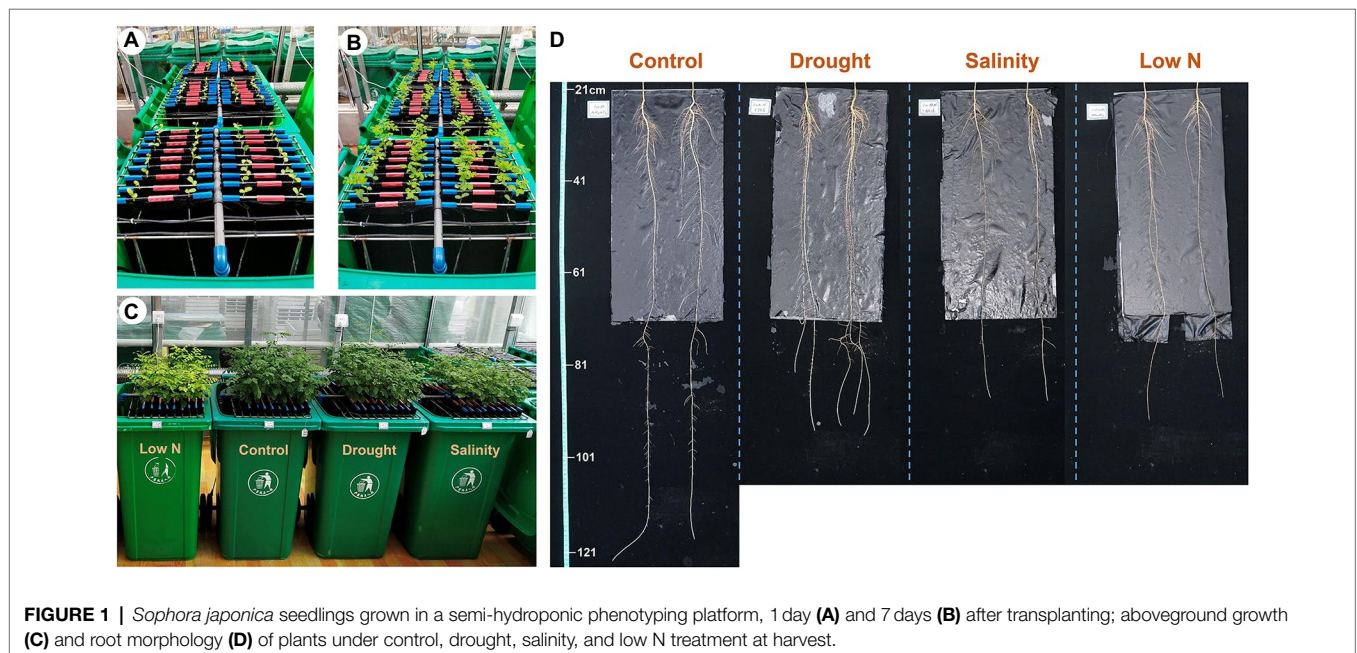 A
B
D
Control
Drought
Salinity
Low N
21cm
41
61
81
101
121
C
Low N
Control
Drought
Salinity
FIGURE 1 | Sophora japonica seedlings grown in a semi-hydroponic phenotyping platform, 1 day (A) and 7 days (B) after transplanting; aboveground growth
(C) and root morphology (D) of plants under control, drought, salinity, and low N treatment at harvest.